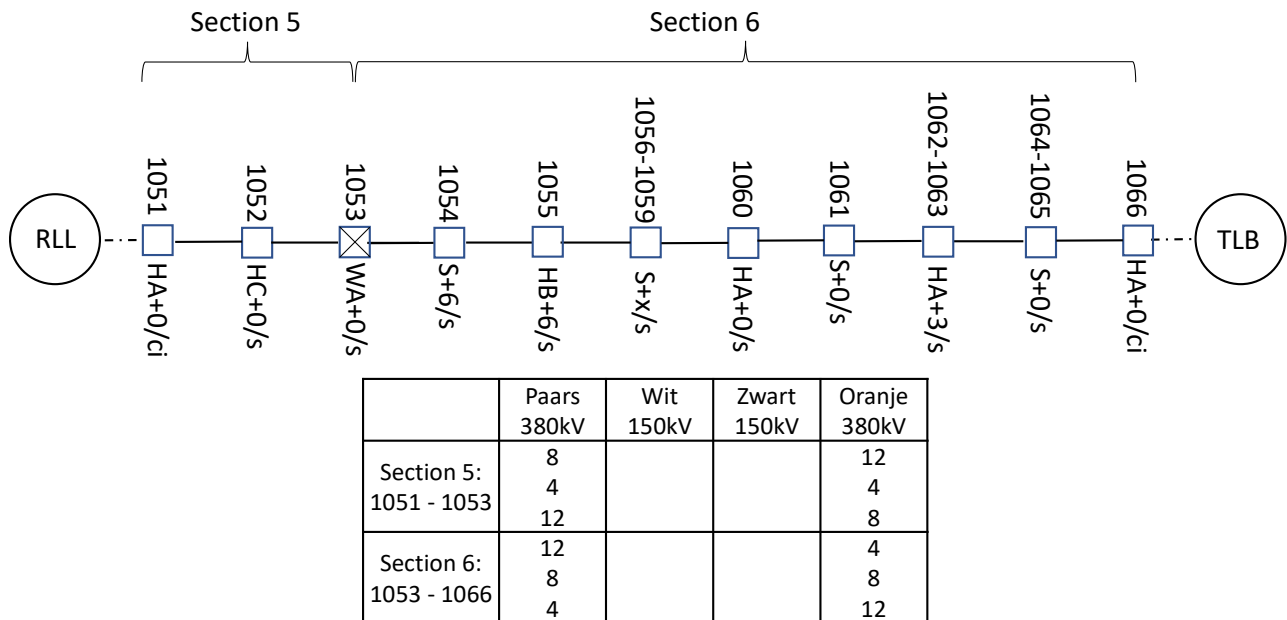 Section 5
Section 6
1051
1052
1053
1054
1055
1056-1059
1060
1061
1062-1063
1064-1065
1066
RLL
TLB
HA+0/ci
HC+0/s
WA+0/s
S+6/s
HB+6/s
S+x/s
HA+0/s
S+0/s
HA+3/s
S+0/s
HA+0/ci
Paars Wit Zwart Oranje
380kV 150kV 150kV 380kV
Section 5:
1051 - 1053
8 12
4 4
12 8
Section 6:
1053 - 1066
12 4
8 8
4 12